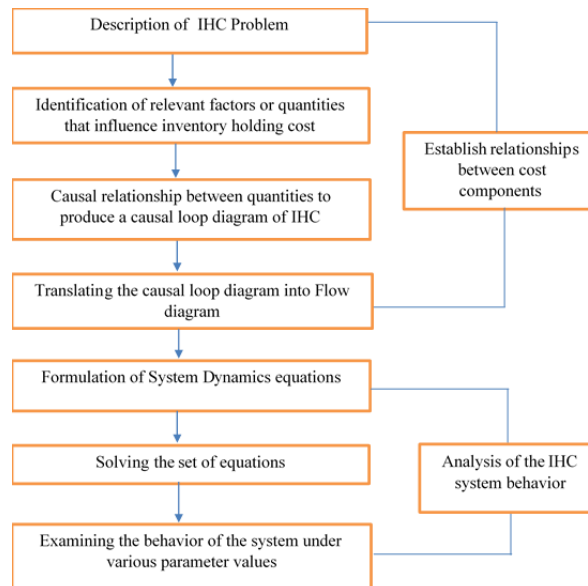 Description of IHC Problem
Identification of relevant factors or quantities
that influence inventory holding cost
Causal relationship between quantities to
produce a causal loop diagram of IHC
Translating the causal loop diagram into Flow
diagram
Formulation of System Dynamics equations
Solving the set of equations
Examining the behavior of the system under
various parameter values
Establish relationships
between cost
components
Analysis of the IHC
system behavior